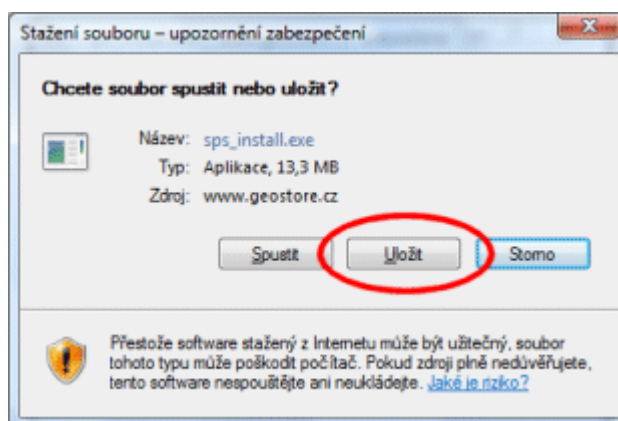 Stažení souboru – upozornění zabezpečení
Chcete soubor spustit nebo uložit?
Název: sps_install.exe
Typ: Aplikace, 13,3 MB
Zdroj: www.geostore.cz
Spustit Uložit Storno
Přestože software stažený z Internetu může být užitečný, soubor
tohoto typu může poškodit počítač. Pokud zdroji plně nedůvěřujete,
tento software nespouštějte ani neukládejte. Jaké je riziko?